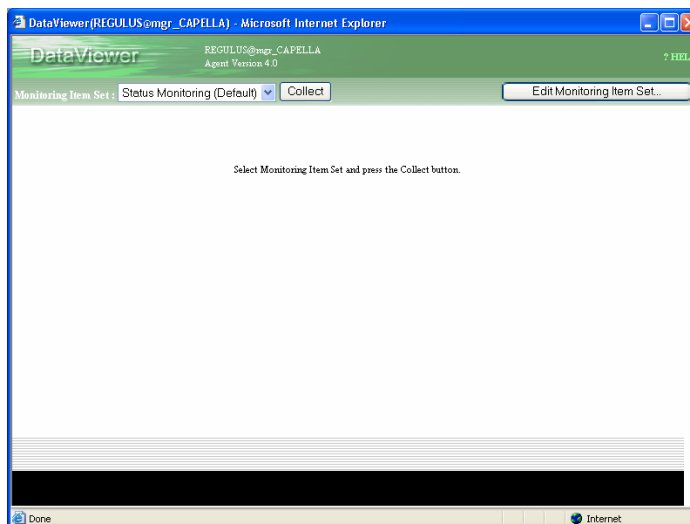 DataViewer(REGULUS@mgr_CAPELLA) - Microsoft Internet Explorer
DataViewer
REGULUS@mgr_CAPELLA
Agent Version 4.0
? HEL
Monitoring Item Set : Status Monitoring (Default) Collect Edit Monitoring Item Set...
Select Monitoring Item Set and press the Collect button.
Done Internet